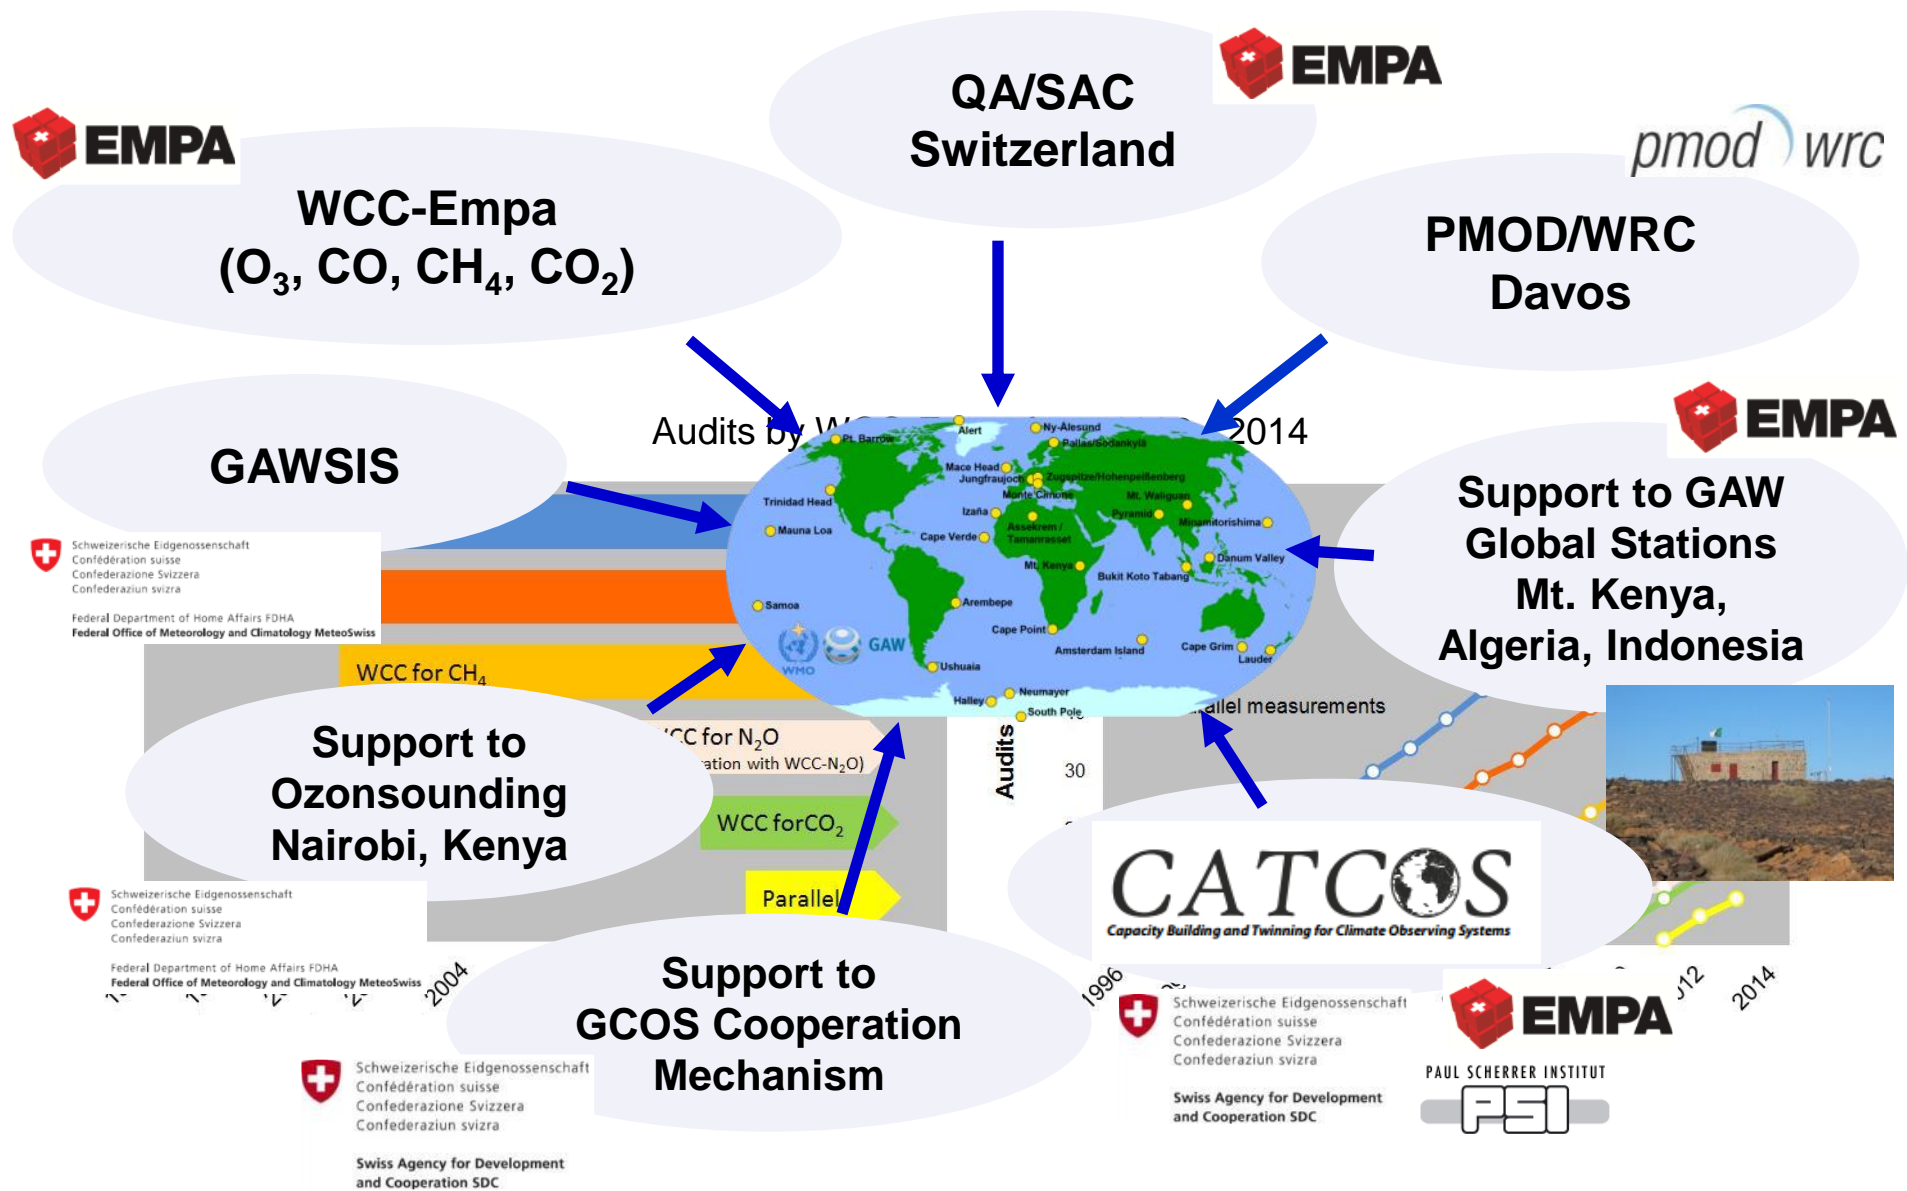 EMPA
QA/SAC
Switzerland
EMPA
pmod wrc
WCC-Empa
(O₃, CO, CH₄, CO₂)
PMOD/WRC
Davos
EMPA
GAWSIS
Audits by
2014
Support to GAW
Global Stations
Mt. Kenya,
Algeria, Indonesia
Schweizerische Eidgenossenschaft
Confédération suisse
Confederazione Svizzera
Confederaziun svizra
Federal Department of Home Affairs FDHA
Federal Office of Meteorology and Climatology MeteoSwiss
Pt. Barrow
Alert
Ny-Ålesund
Pallas/Sodankylä
Mace Head
Jungfraujoch
Zugspitze/Hohenpeißenberg
Monte Cimone
Mt. Waliguan
Trinidad Head
Izaña
Pyramid
Minamitorishima
Mauna Loa
Cape Verde
Assekrem /
Tamanrasset
Danum Valley
Mt. Kenya
Bukit Koto Tabang
Samoa
Arembepe
Cape Point
Amsterdam Island
Cape Grim
Lauder
WMO
GAW
Ushuaia
Halley
Neumayer
South Pole
WCC for CH₄
measurements
Support to
Ozonsounding
Nairobi, Kenya
for N₂O
with WCC-N₂O)
WCC forCO₂
Parallel
Audits
30
CATCOS
Capacity Building and Twinning for Climate Observing Systems
Schweizerische Eidgenossenschaft
Confédération suisse
Confederazione Svizzera
Confederaziun svizra
Federal Department of Home Affairs FDHA
Federal Office of Meteorology and Climatology MeteoSwiss
2004
Support to
GCOS Cooperation
Mechanism
1996
2014
Schweizerische Eidgenossenschaft
Confédération suisse
Confederazione Svizzera
Confederaziun svizra
Swiss Agency for Development
and Cooperation SDC
EMPA
PAUL SCHERRER INSTITUT
PSI
Schweizerische Eidgenossenschaft
Confédération suisse
Confederazione Svizzera
Confederaziun svizra
Swiss Agency for Development
and Cooperation SDC